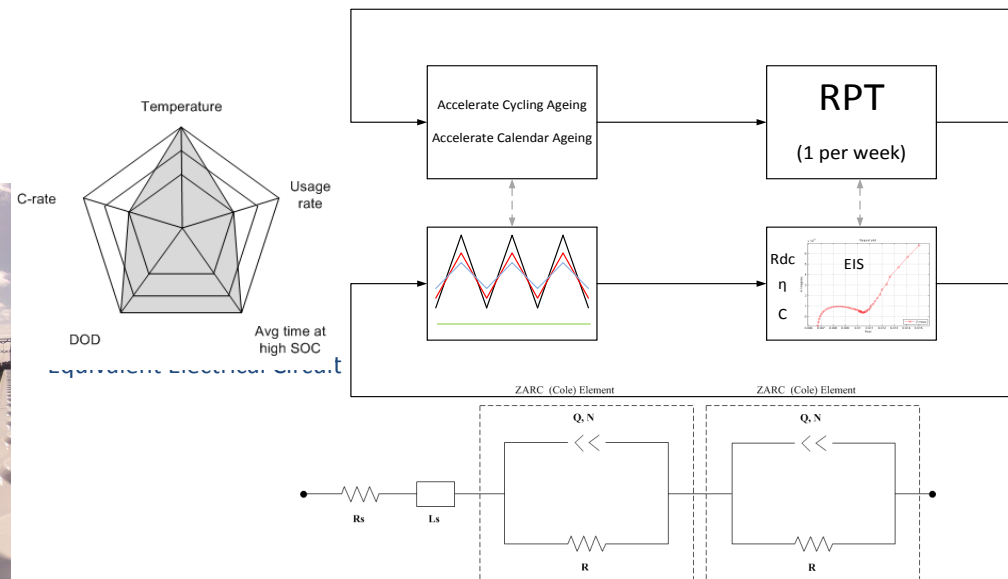 Temperature
C-rate
Usage
rate
DOD
Avg time at
high SOC
Accelerate Cycling Ageing
Accelerate Calendar Ageing
RPT
(1 per week)
Rdc
η
C
EIS
Equivalent Electrical Circuit
ZARC (Cole) Element
ZARC (Cole) Element
Q, N
Q, N
Rs
Ls
R
R